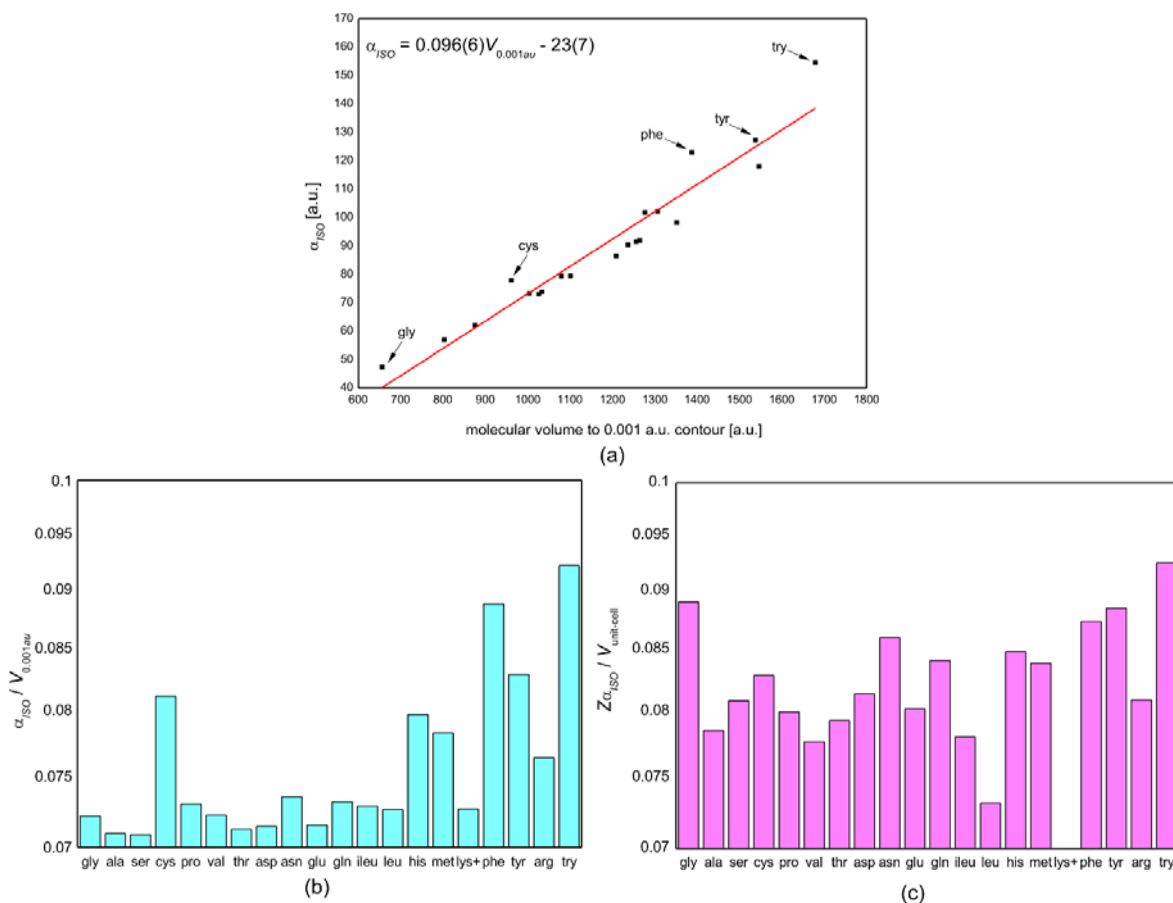 α_ISO = 0.096(6)V_0.001au - 23(7)
170
160
150
140
130
120
110
100
90
80
70
60
50
40
α_ISO [a.u.]
try
tyr
phe
cys
gly
600 700 800 900 1000 1100 1200 1300 1400 1500 1600 1700 1800
molecular volume to 0.001 a.u. contour [a.u.]
(a)
0.1
0.095
0.09
0.085
0.08
0.075
0.07
α_ISO / V_0.001au
gly ala ser cys pro val thr asp asn glu gln ileu leu his met lys+ phe tyr arg try
(b)
0.1
0.095
0.09
0.085
0.08
0.075
0.07
Zα_ISO / V_unit-cell
gly ala ser cys pro val thr asp asn glu gln ileu leu his met lys+ phe tyr arg try
(c)